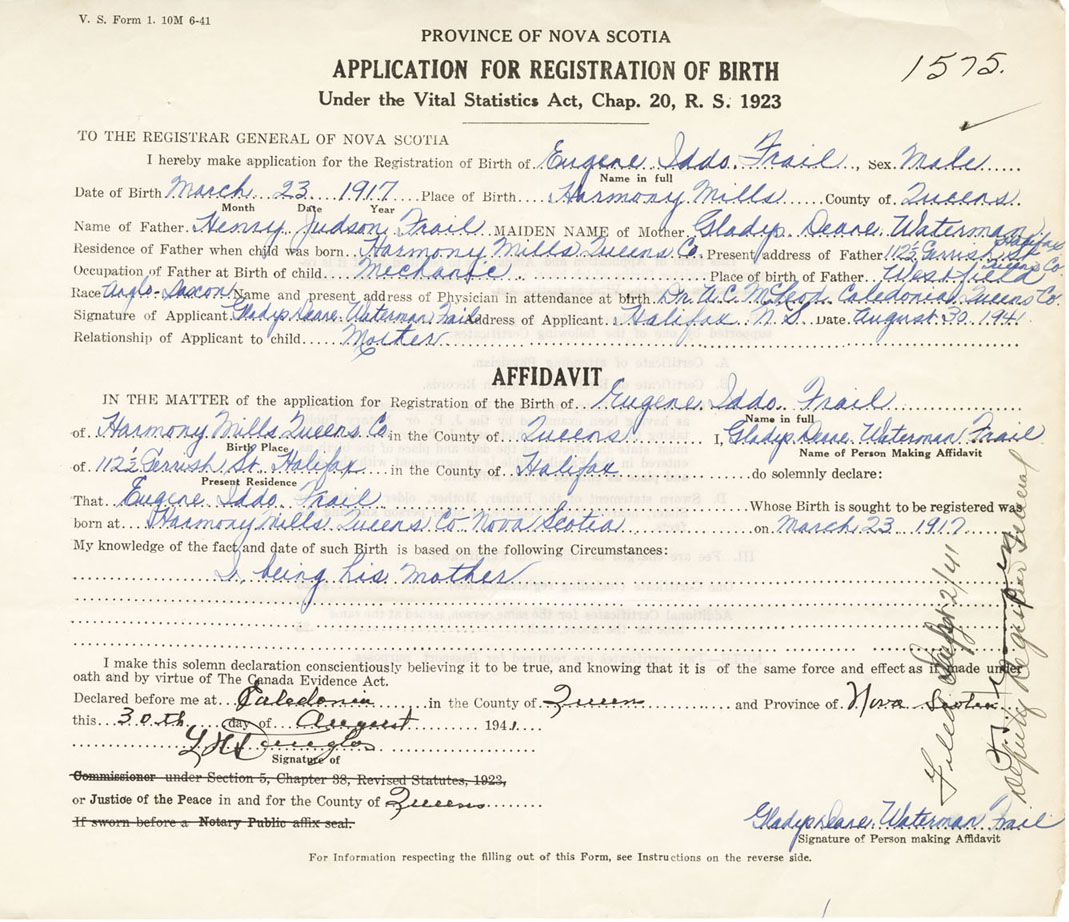 V. S. Form 1. 10M 6-41
PROVINCE OF NOVA SCOTIA
1575.
APPLICATION FOR REGISTRATION OF BIRTH
Under the Vital Statistics Act, Chap. 20, R. S. 1923
TO THE REGISTRAR GENERAL OF NOVA SCOTIA
I hereby make application for the Registration of Birth of Eugene Iddo Frail, Sex Male
Name in full
Date of Birth March 23 1917 Place of Birth Harmony Mills County of Queens
Month Date Year
Name of Father Henry Judson Frail MAIDEN NAME of Mother Gladys Deane Waterman
Residence of Father when child was born Harmony Mills Queens Co. Present address of Father 112½ Gerrish St Halifax
Occupation of Father at Birth of child Mechanic Place of birth of Father Westfield Queens Co
Race Anglo-Saxon Name and present address of Physician in attendance at birth Dr. A.C. McLeod Caledonia Queens Co.
Signature of Applicant Gladys Deane Waterman Frail Address of Applicant Halifax N S Date August 30 1941
Relationship of Applicant to child Mother
AFFIDAVIT
IN THE MATTER of the application for Registration of the Birth of Eugene Iddo Frail
Name in full
of Harmony Mills Queens Co in the County of Queens I, Gladys Deane Waterman Frail
Birth Place Name of Person Making Affidavit
of 112½ Gerrish St. Halifax in the County of Halifax do solemnly declare:
Present Residence
That Eugene Iddo Frail Whose Birth is sought to be registered was
born at Harmony Mills Queens Co Nova Scotia on March 23 1917
My knowledge of the fact and date of such Birth is based on the following Circumstances:
I being his Mother
I make this solemn declaration conscientiously believing it to be true, and knowing that it is of the same force and effect as if made under
oath and by virtue of The Canada Evidence Act.
Declared before me at Caledonia in the County of Queens and Province of Nova Scotia
this 30th day of August 1941
Signature of
Commissioner under Section 5, Chapter 38, Revised Statutes, 1923,
or Justice of the Peace in and for the County of Queens
If sworn before a Notary Public affix seal.
Gladys Deane Waterman Frail
Signature of Person making Affidavit
For Information respecting the filling out of this Form, see Instructions on the reverse side.
Filed Sept 2/41
Deputy Registrar General